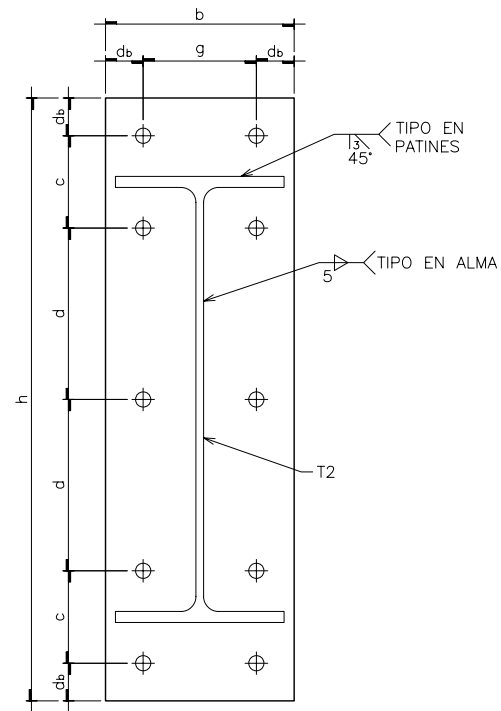 b
db
g
db
db
c
TIPO EN
PATINES
3
45°
d
TIPO EN ALMA
5
h
d
T2
c
db